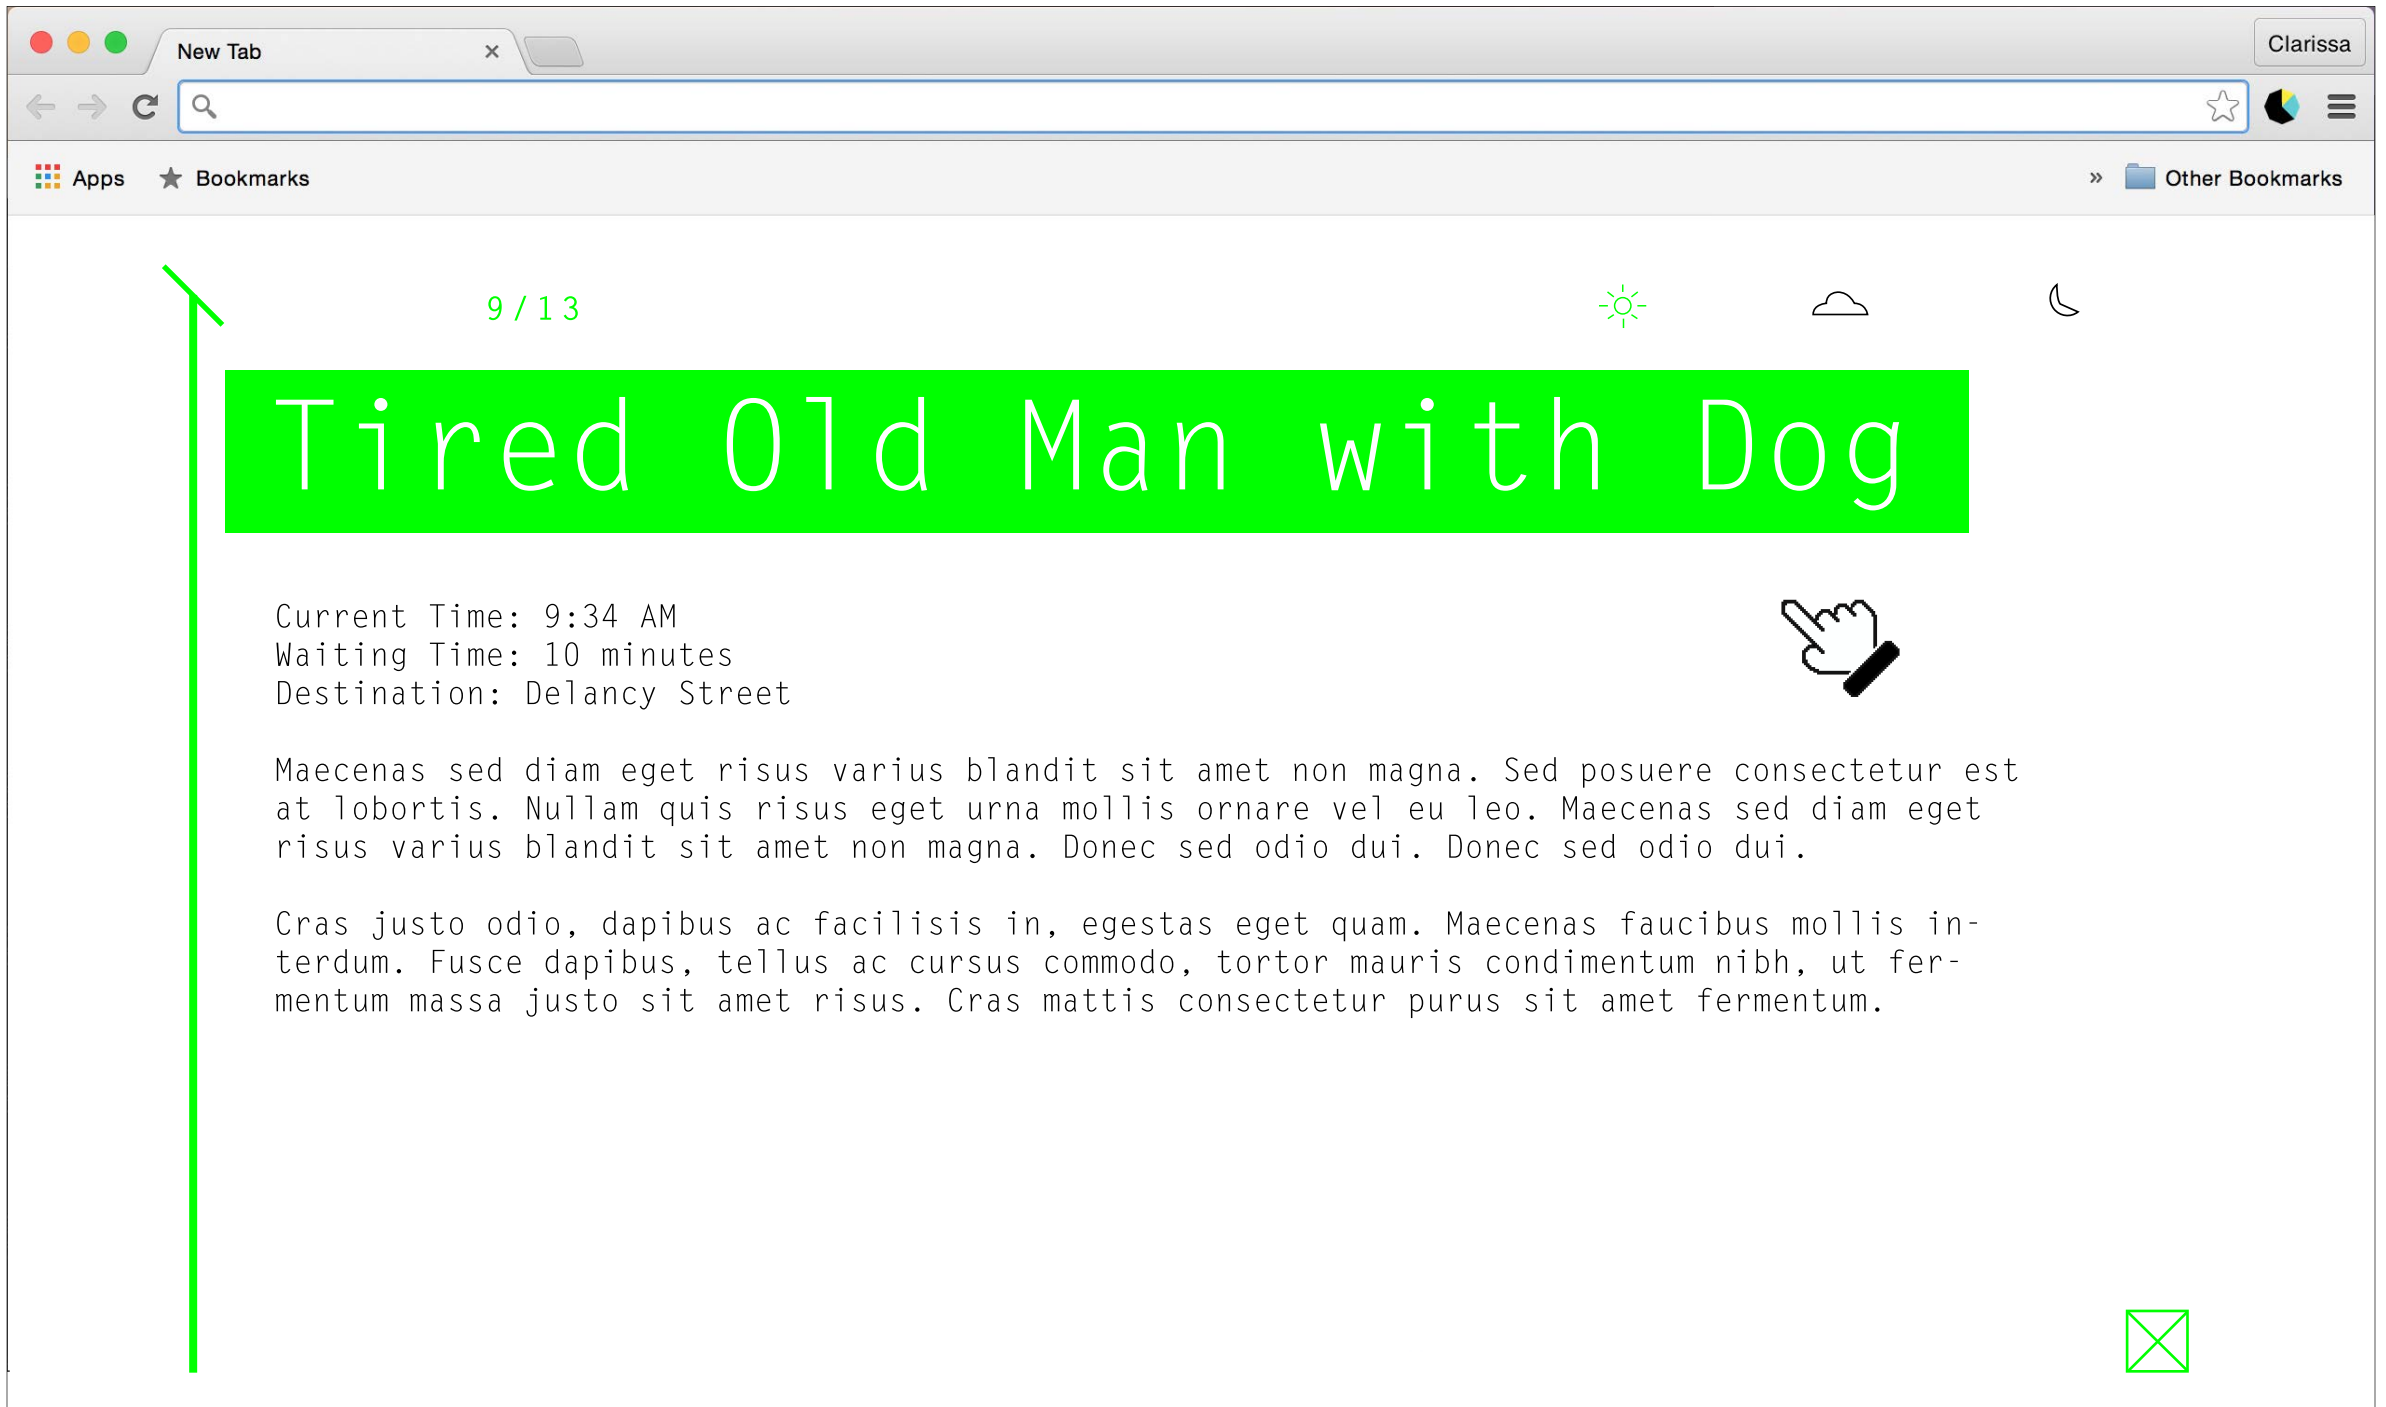 New Tab
Clarissa
Apps
Bookmarks
»
Other Bookmarks
9/13
Tired Old Man with Dog
Current Time: 9:34 AM
Waiting Time: 10 minutes
Destination: Delancy Street
Maecenas sed diam eget risus varius blandit sit amet non magna. Sed posuere consectetur est
at lobortis. Nullam quis risus eget urna mollis ornare vel eu leo. Maecenas sed diam eget
risus varius blandit sit amet non magna. Donec sed odio dui. Donec sed odio dui.
Cras justo odio, dapibus ac facilisis in, egestas eget quam. Maecenas faucibus mollis in-
terdum. Fusce dapibus, tellus ac cursus commodo, tortor mauris condimentum nibh, ut fer-
mentum massa justo sit amet risus. Cras mattis consectetur purus sit amet fermentum.